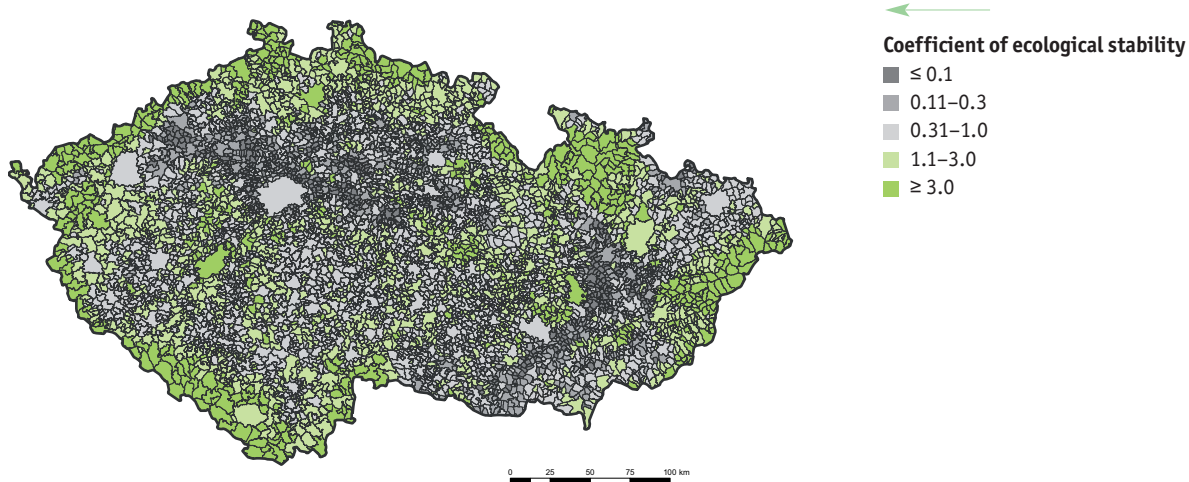 Coefficient of ecological stability
≤ 0.1
0.11–0.3
0.31–1.0
1.1–3.0
≥ 3.0
0 25 50 75 100 km